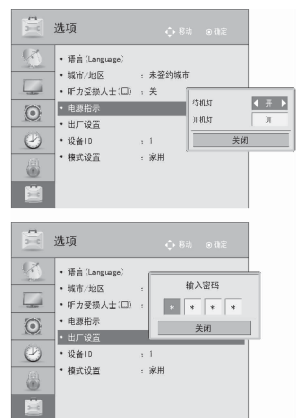 选项
移动 ⊙确定
• 语言(Language)
• 城市/地区 : 未签约城市
• 听力受损人士(☐) : 关
• 电源指示
• 出厂设置
• 设备ID : 1
• 模式设置 : 家用
待机灯 ◀ 开 ▶
开机灯 开
关闭
选项
移动 ⊙确定
• 语言(Language)
• 城市/地区 :
• 听力受损人士(☐) :
• 电源指示
• 出厂设置
• 设备ID : 1
• 模式设置 : 家用
输入密码
* * * *
关闭